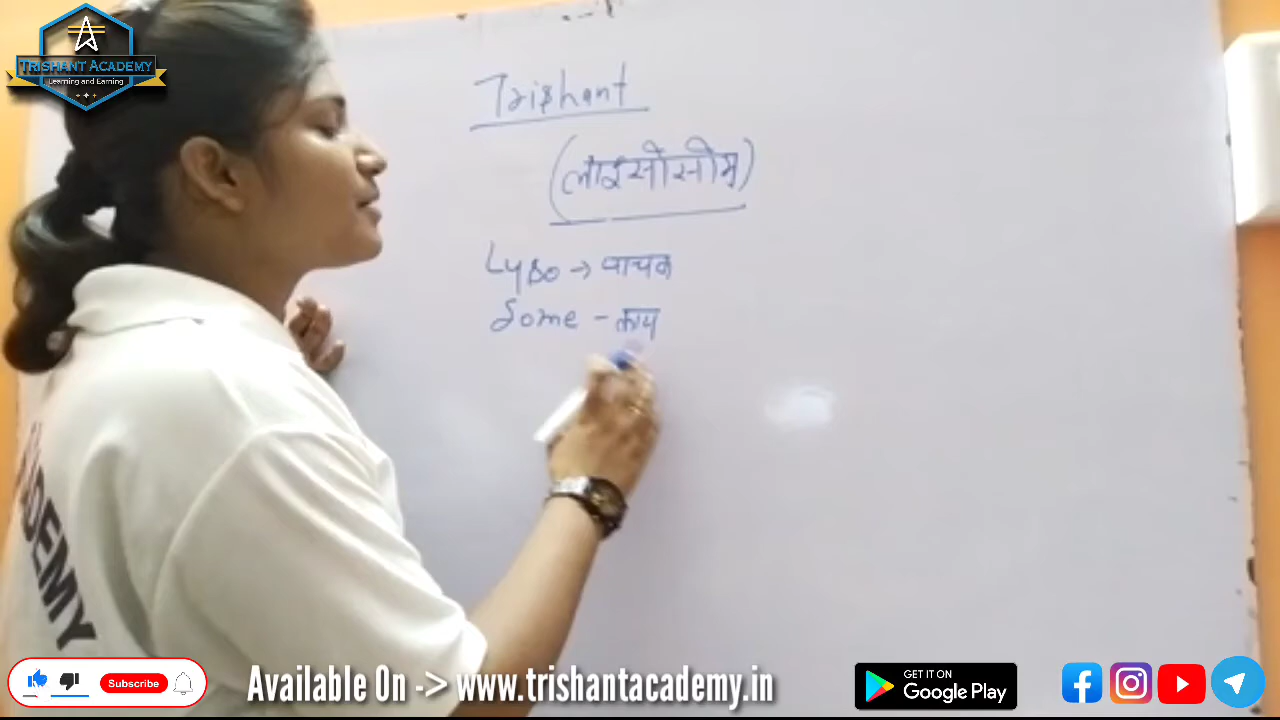 TRISHANT ACADEMY
Learning and Earning
Trishant
(लाइसोसोम)
Lyso → पाचक
Some - काय
ADEMY
Subscribe
Available On -> www.trishantacademy.in
GET IT ON
Google Play